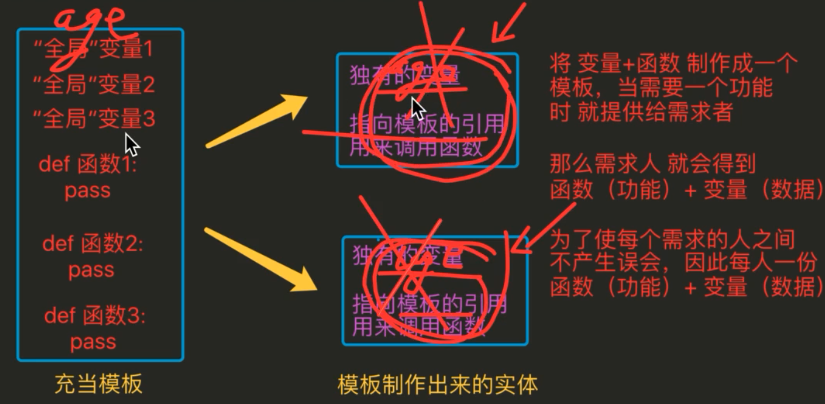 age
“全局”变量1
“全局”变量2
“全局”变量3
def 函数1:
pass
def 函数2:
pass
def 函数3:
pass
充当模板
独有的变量
指向模板的引用
用来调用函数
独有的变量
指向模板的引用
用来调用函数
模板制作出来的实体
将 变量+函数 制作成一个
模板，当需要一个功能
时 就提供给需求者
那么需求人 就会得到
函数（功能）+ 变量（数据）
为了使每个需求的人之间
不产生误会，因此每人一份
函数（功能）+ 变量（数据）